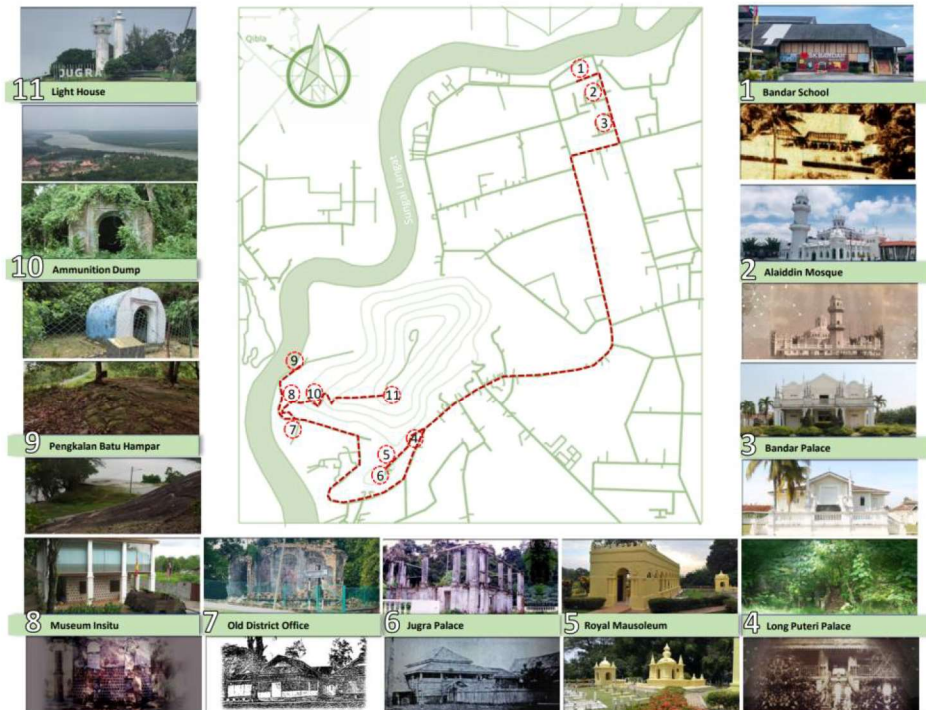 11 Light House
JUGRA
10 Ammunition Dump
9 Pengkalan Batu Hampar
8 Museum Insitu
7 Old District Office
6 Jugra Palace
5 Royal Mausoleum
4 Long Puteri Palace
3 Bandar Palace
2 Alaiddin Mosque
1 Bandar School
Qibla
Sungai Langat
1
2
3
4
5
6
7
8
9
10
11